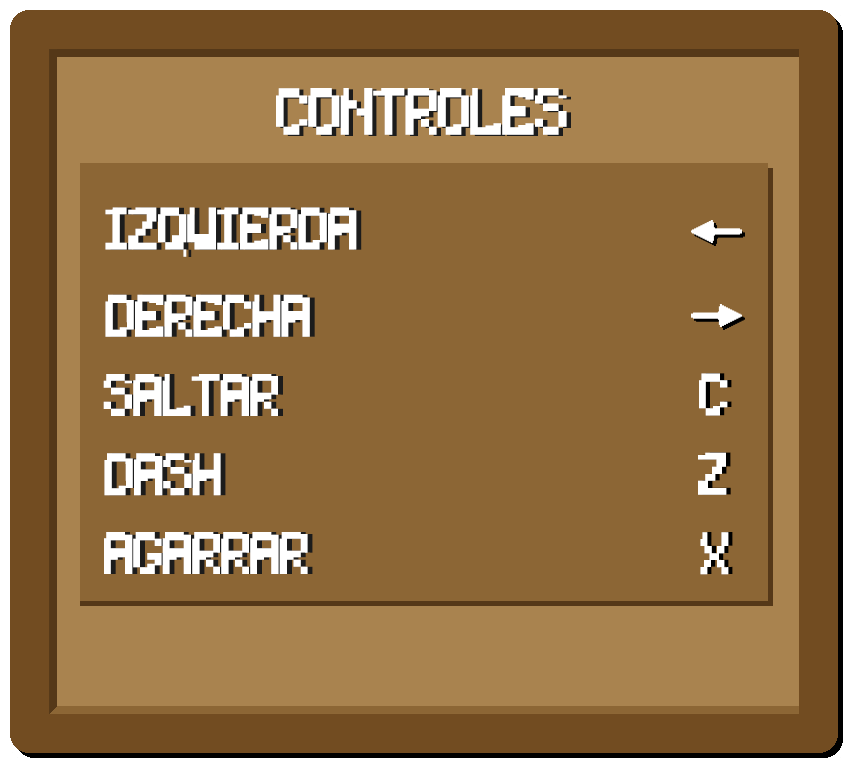 CONTROLES
IZQUIERDA ←
DERECHA →
SALTAR C
DASH Z
AGARRAR X